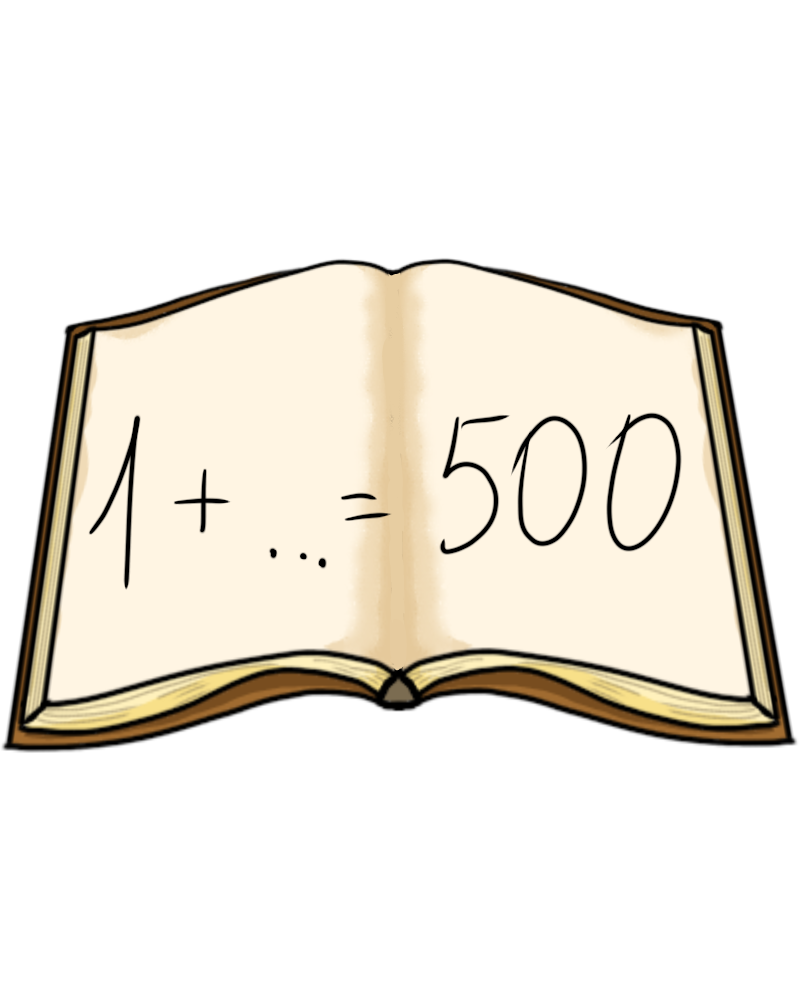 1 + ... = 500